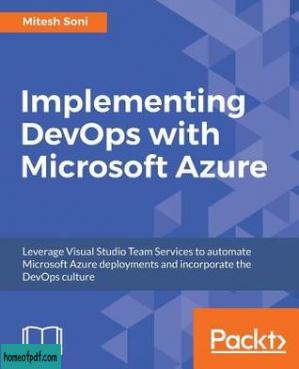 Mitesh Soni
Implementing
DevOps with
Microsoft Azure
Leverage Visual Studio Team Services to automate
Microsoft Azure deployments and incorporate the
DevOps culture
Packt>
homeofpdf.com